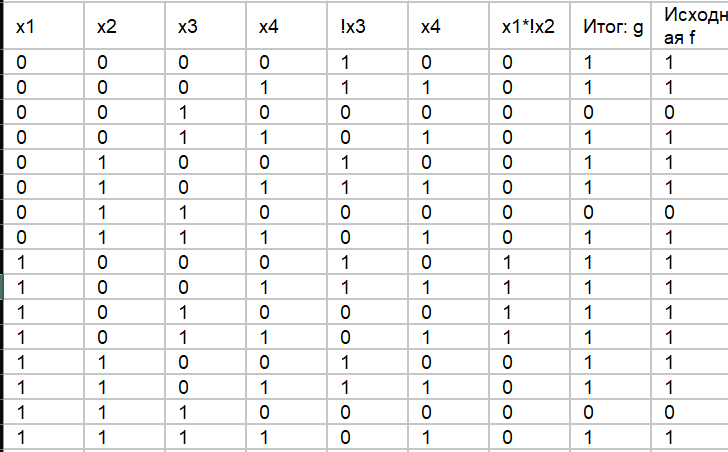 x1 x2 x3 x4 !x3 x4 x1*!x2 Итог: g Исходн
ая f
0 0 0 0 1 0 0 1 1
0 0 0 1 1 1 0 1 1
0 0 1 0 0 0 0 0 0
0 0 1 1 0 1 0 1 1
0 1 0 0 1 0 0 1 1
0 1 0 1 1 1 0 1 1
0 1 1 0 0 0 0 0 0
0 1 1 1 0 1 0 1 1
1 0 0 0 1 0 1 1 1
1 0 0 1 1 1 1 1 1
1 0 1 0 0 0 1 1 1
1 0 1 1 0 1 1 1 1
1 1 0 0 1 0 0 1 1
1 1 0 1 1 1 0 1 1
1 1 1 0 0 0 0 0 0
1 1 1 1 0 1 0 1 1